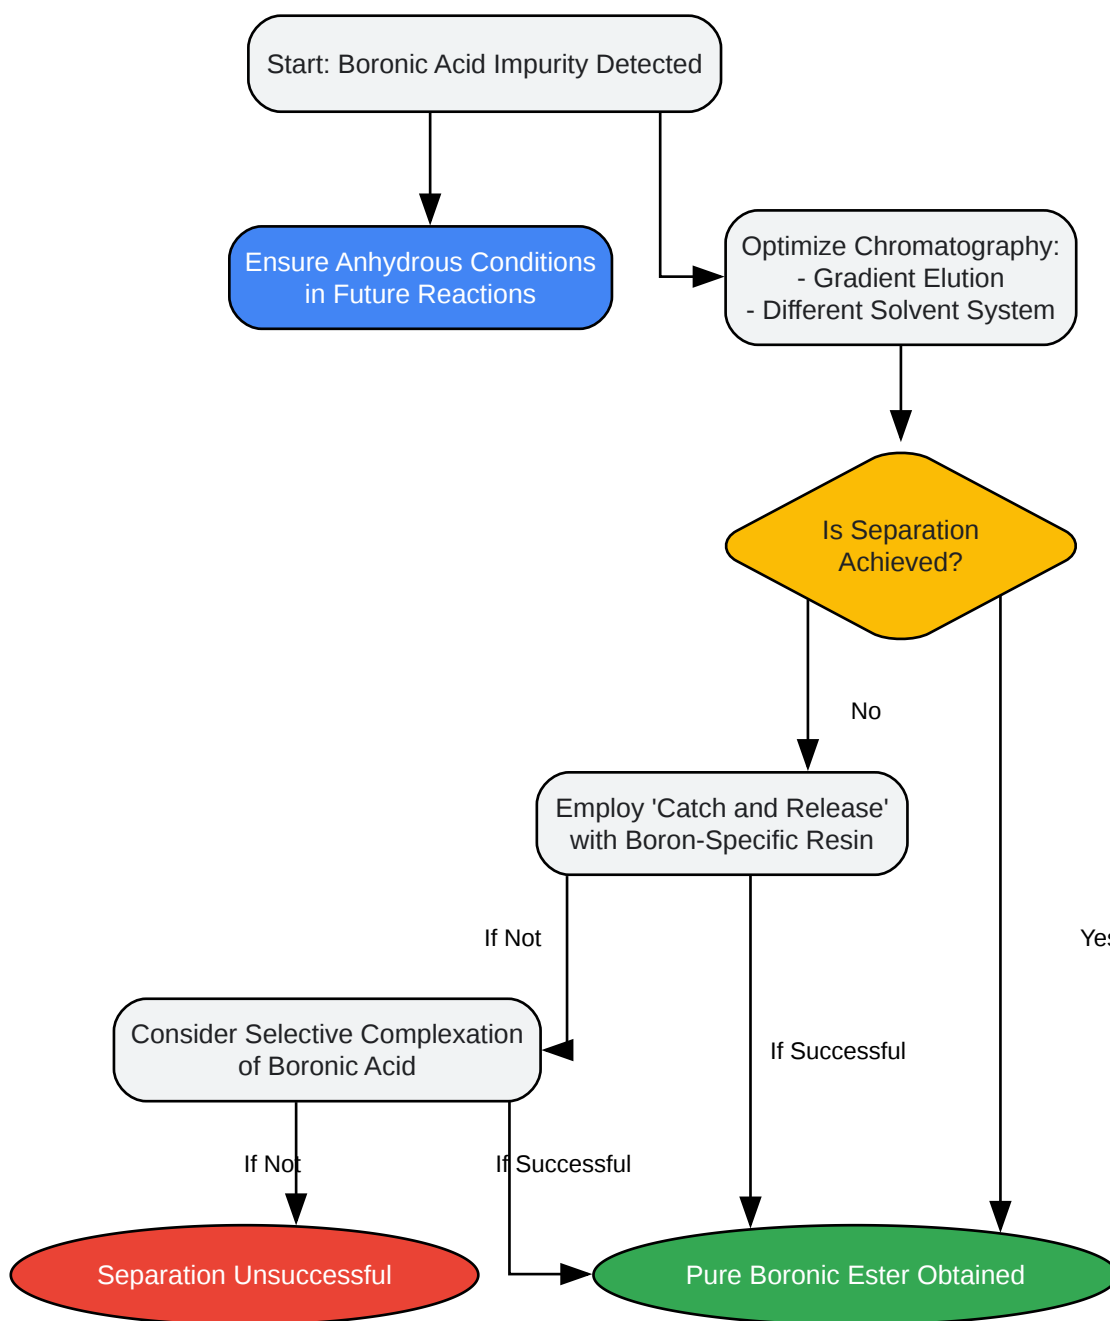 Start: Boronic Acid Impurity Detected
Ensure Anhydrous Conditions
in Future Reactions
Optimize Chromatography:
- Gradient Elution
- Different Solvent System
Is Separation
Achieved?
No
Employ 'Catch and Release'
with Boron-Specific Resin
If Not
Yes
Consider Selective Complexation
of Boronic Acid
If Successful
If Not
If Successful
Separation Unsuccessful
Pure Boronic Ester Obtained